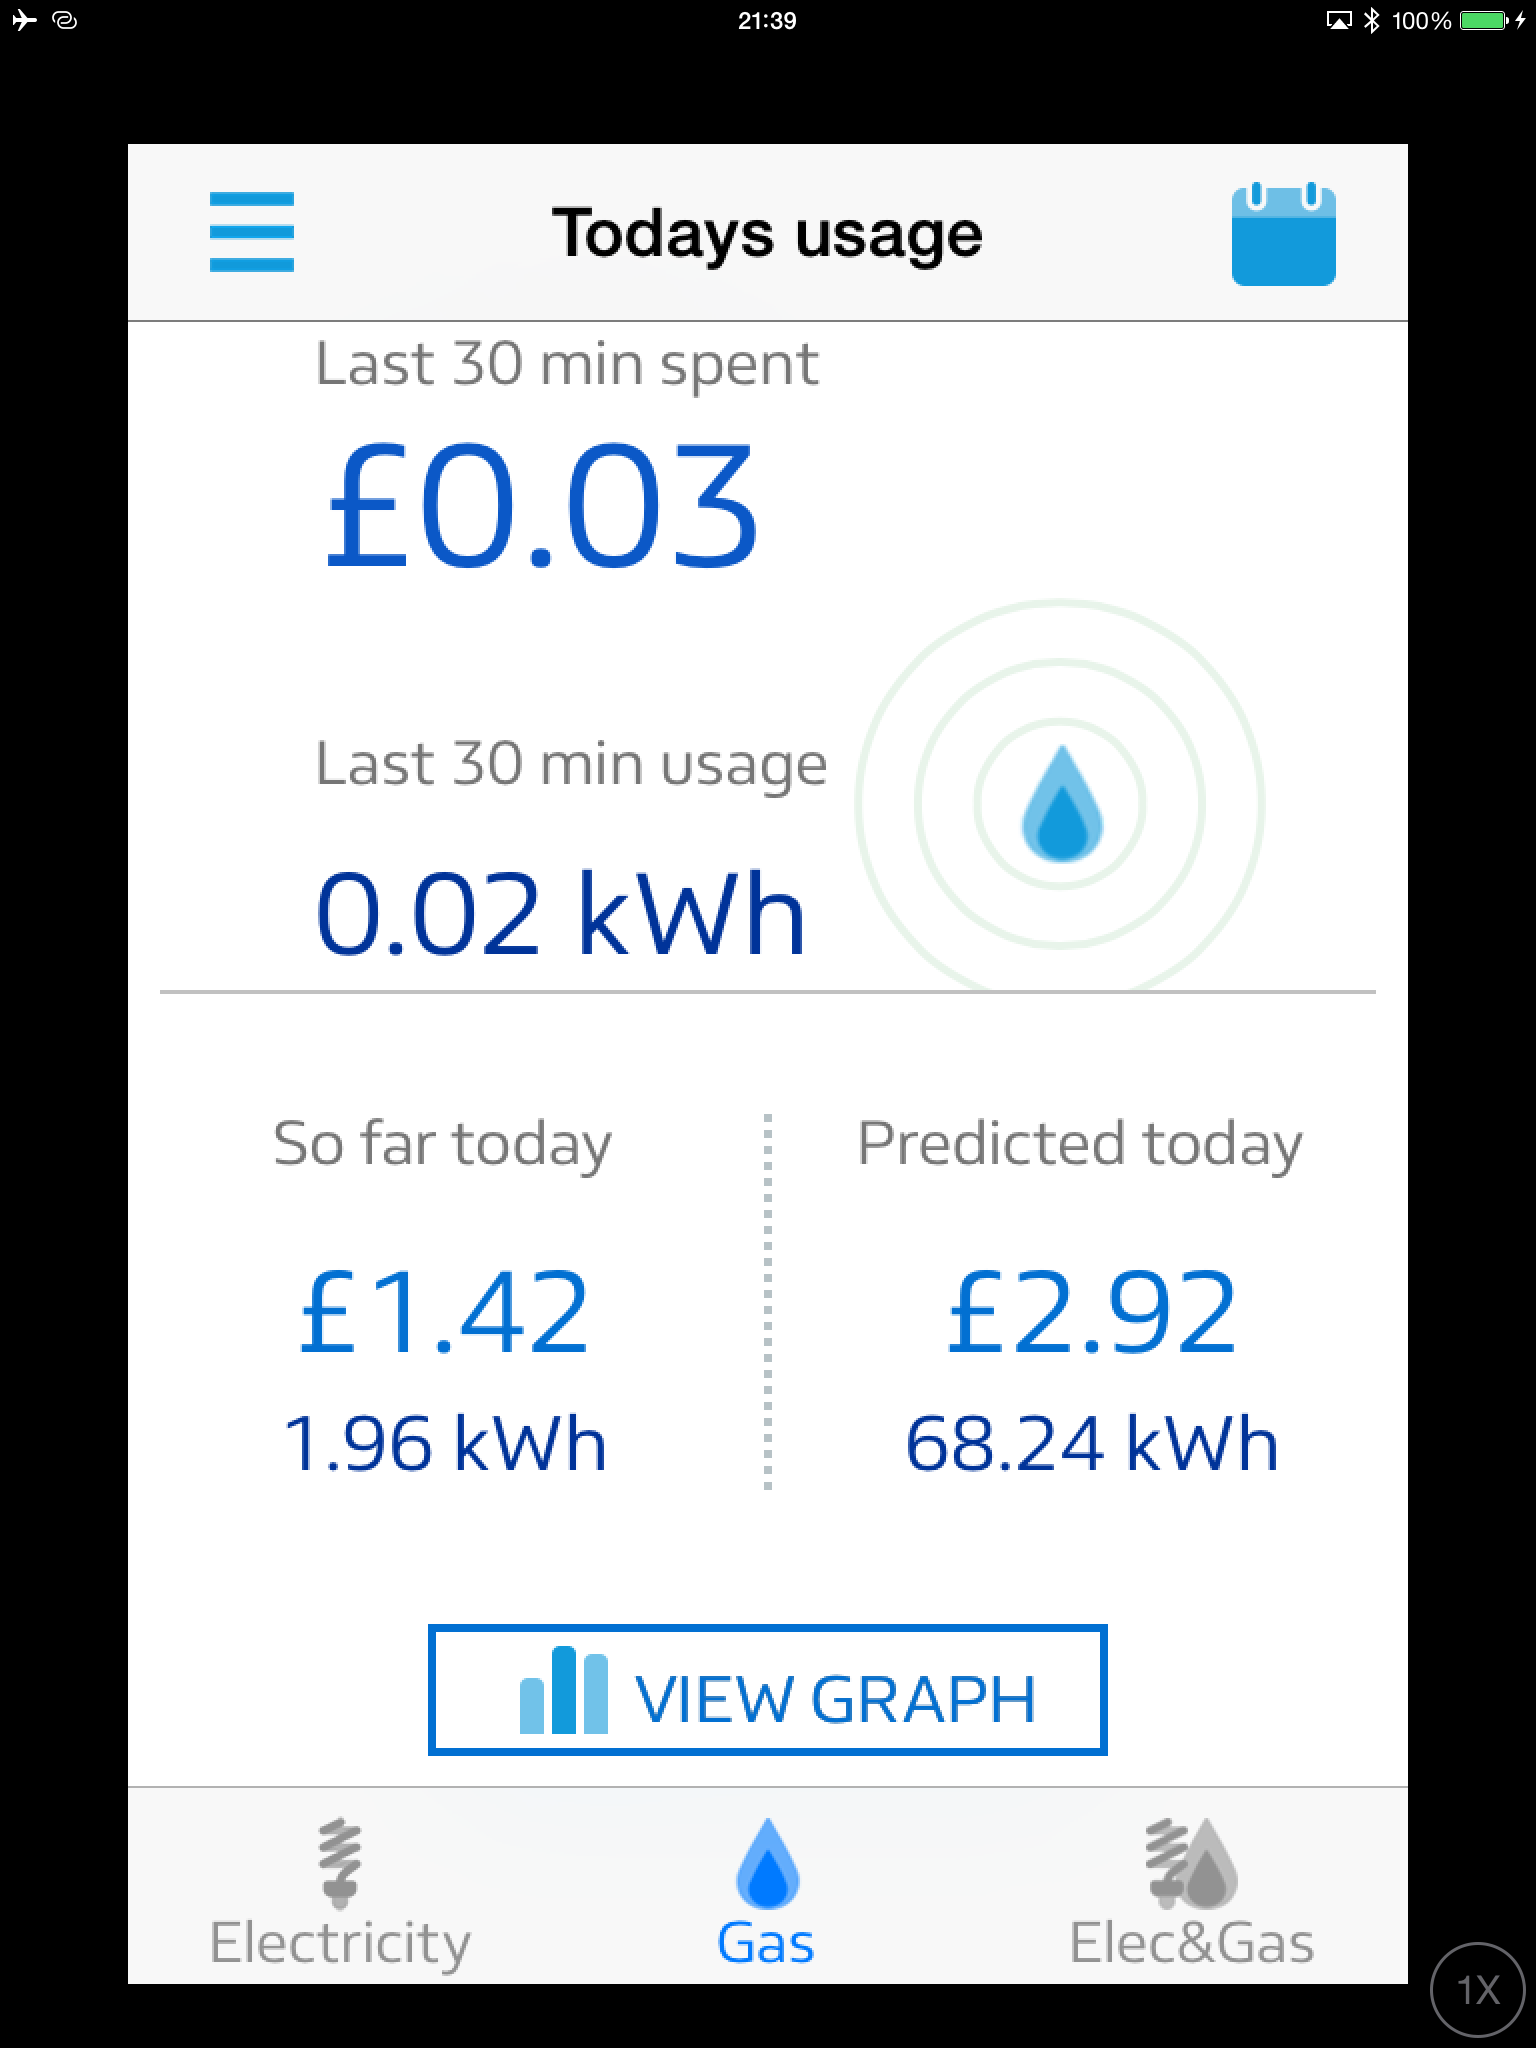 21:39
100%
Todays usage
Last 30 min spent
£0.03
Last 30 min usage
0.02 kWh
So far today
£1.42
1.96 kWh
Predicted today
£2.92
68.24 kWh
VIEW GRAPH
Electricity
Gas
Elec&Gas
1X